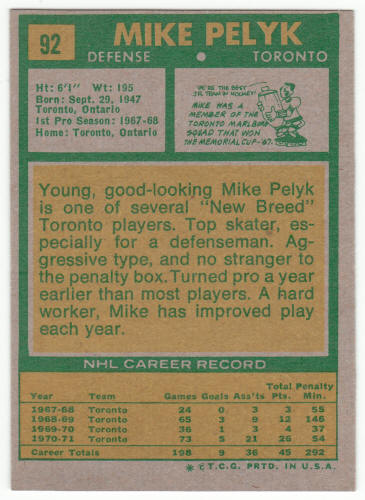 92 MIKE PELYK
DEFENSE • TORONTO
Ht: 6'1" Wt: 195
Born: Sept. 29, 1947
Toronto, Ontario
1st Pro Season: 1967-68
Home: Toronto, Ontario
WE'RE THE BEST
JR. TEAM IN HOCKEY!
MIKE WAS A
MEMBER OF THE
TORONTO MARLBORO
SQUAD THAT WON
THE MEMORIAL CUP-'67.
Young, good-looking Mike Pelyk
is one of several "New Breed"
Toronto players. Top skater, es-
pecially for a defenseman. Ag-
gressive type, and no stranger to
the penalty box. Turned pro a year
earlier than most players. A hard
worker, Mike has improved play
each year.
NHL CAREER RECORD
Total Penalty
Year Team Games Goals Ass'ts Pts. Min.
1967-68 Toronto 24 0 3 3 55
1968-69 Toronto 65 3 9 12 146
1969-70 Toronto 36 1 3 4 37
1970-71 Toronto 73 5 21 26 54
Career Totals 198 9 36 45 292
* © T.C.G. PRTD. IN U.S.A.